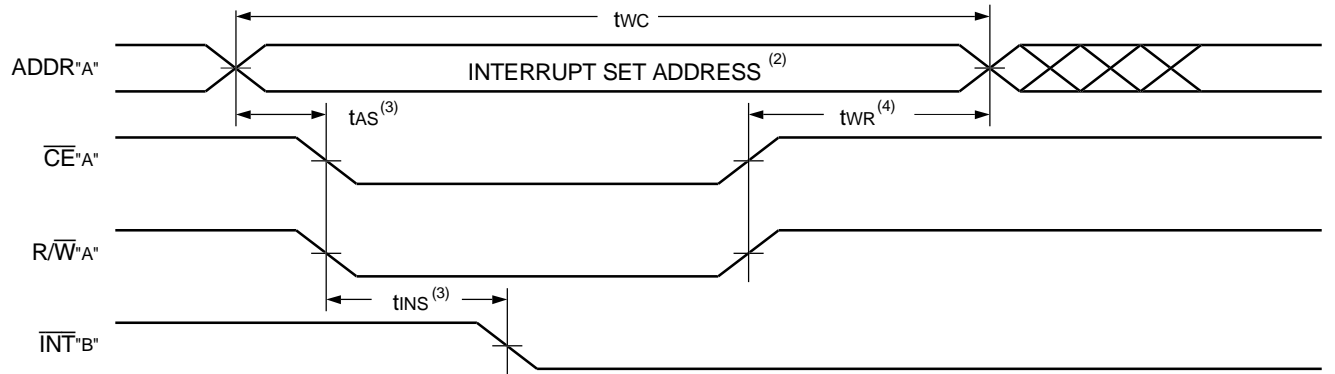 tWC
ADDR"A"
INTERRUPT SET ADDRESS (2)
tAS(3)
tWR(4)
CE"A"
R/W"A"
tINS(3)
INT"B"